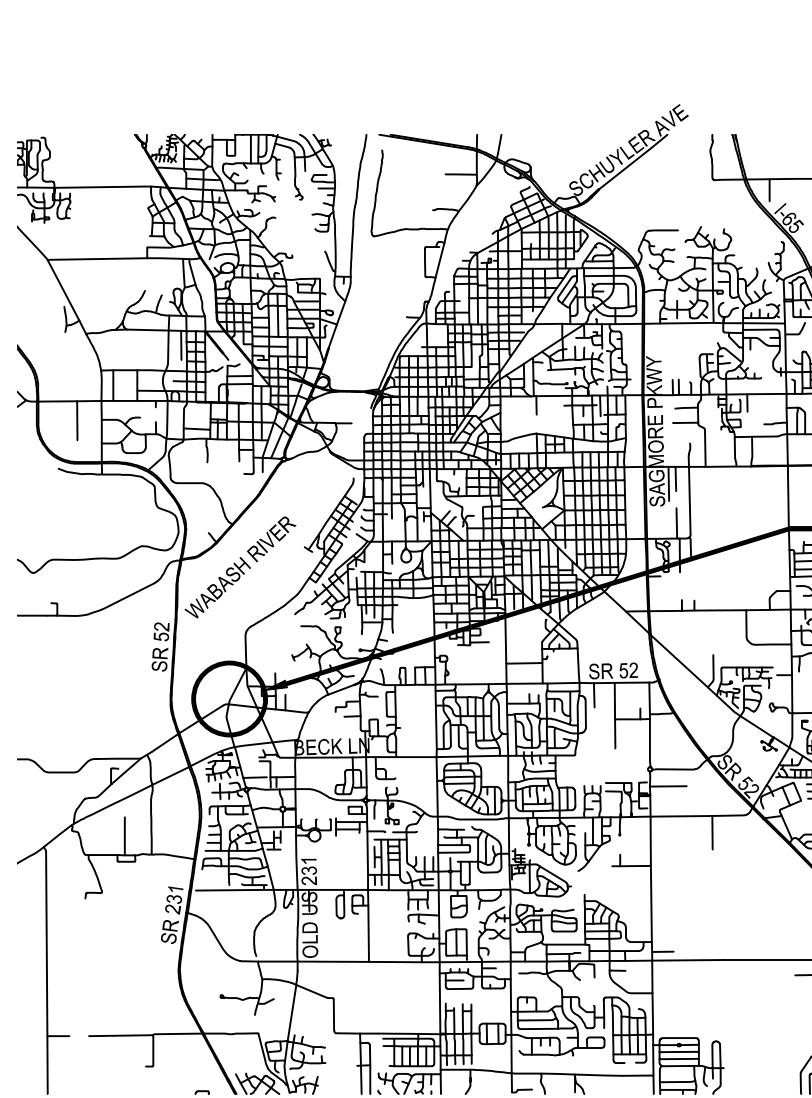 SCHUYLER AVE
I-65
SAGMORE PKWY
WABASH RIVER
SR 52
SR 52
BECK LN
SR 52
OLD US 231
SR 231